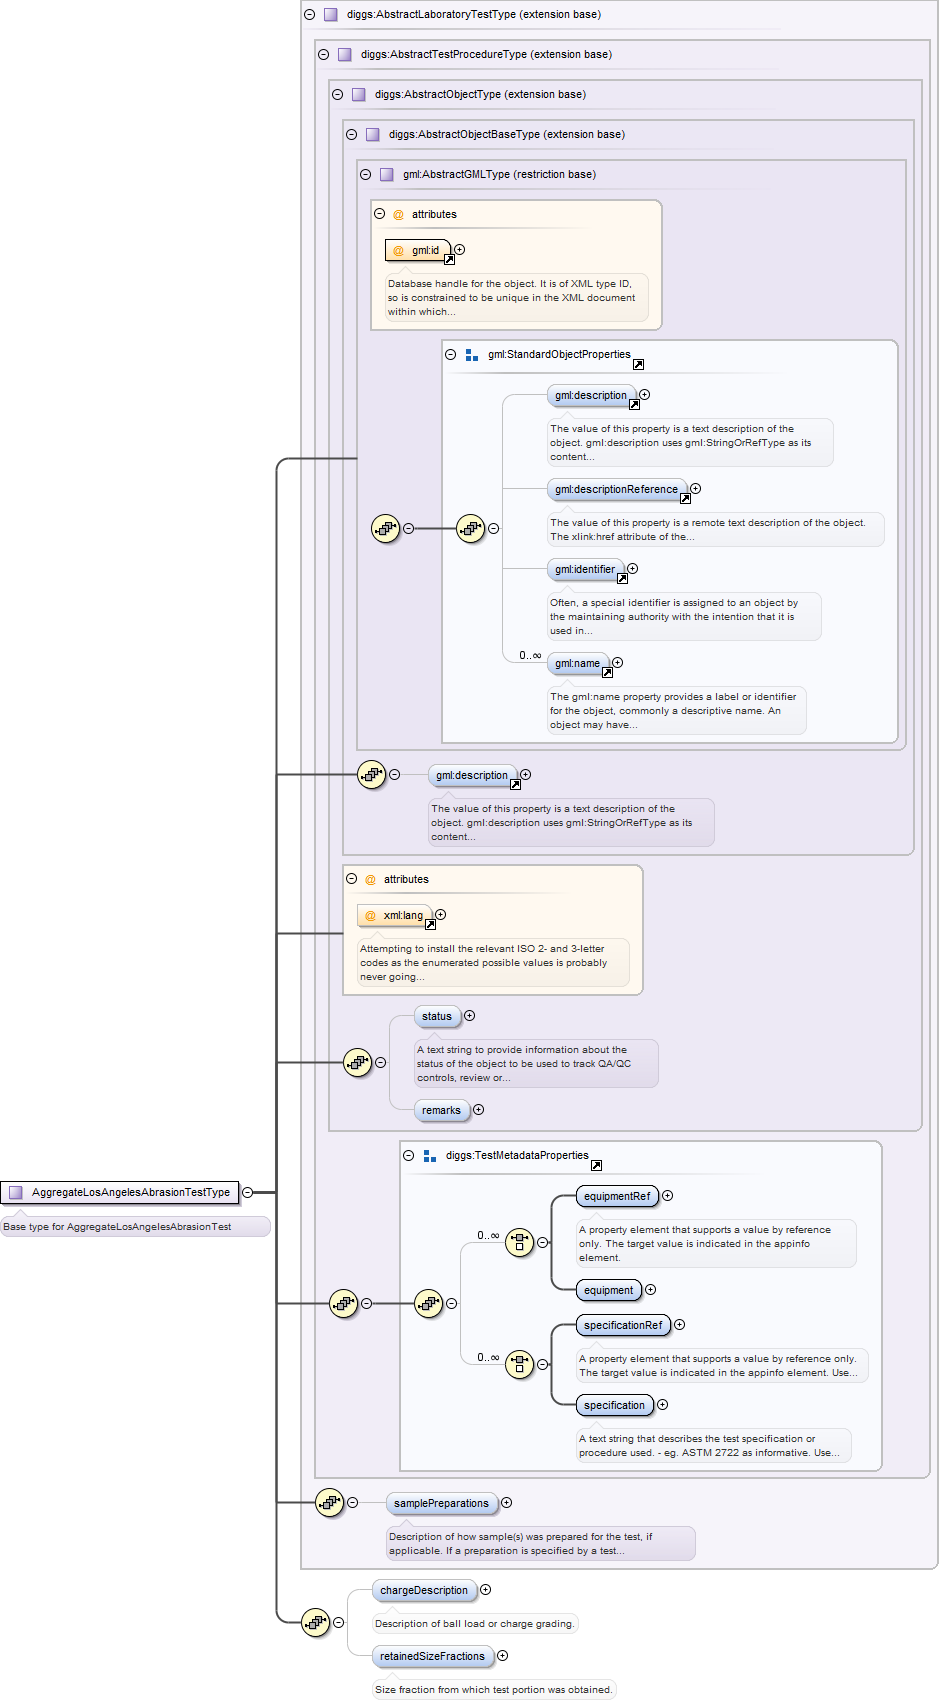 diggs:AbstractLaboratoryTestType (extension base)
diggs:AbstractTestProcedureType (extension base)
diggs:AbstractObjectType (extension base)
diggs:AbstractObjectBaseType (extension base)
gml:AbstractGMLType (restriction base)
@ attributes
@ gml:id
Database handle for the object. It is of XML type ID,
so is constrained to be unique in the XML document
within which...
gml:StandardObjectProperties
gml:description
The value of this property is a text description of the
object. gml:description uses gml:StringOrRefType as its
content...
gml:descriptionReference
The value of this property is a remote text description of the object.
The xlink:href attribute of the...
gml:identifier
Often, a special identifier is assigned to an object by
the maintaining authority with the intention that it is
used in...
0..∞
gml:name
The gml:name property provides a label or identifier
for the object, commonly a descriptive name. An
object may have...
gml:description
The value of this property is a text description of the
object. gml:description uses gml:StringOrRefType as its
content...
@ attributes
@ xml:lang
Attempting to install the relevant ISO 2- and 3-letter
codes as the enumerated possible values is probably
never going...
status
A text string to provide information about the
status of the object to be used to track QA/QC
controls, review or...
remarks
diggs:TestMetadataProperties
AggregateLosAngelesAbrasionTestType
Base type for AggregateLosAngelesAbrasionTest
equipmentRef
0..∞
A property element that supports a value by reference
only. The target value is indicated in the appinfo
element.
equipment
specificationRef
0..∞
A property element that supports a value by reference only.
The target value is indicated in the appinfo element. Use...
specification
A text string that describes the test specification or
procedure used. - eg. ASTM 2722 as informative. Use...
samplePreparations
Description of how sample(s) was prepared for the test, if
applicable. If a preparation is specified by a test...
chargeDescription
Description of ball load or charge grading.
retainedSizeFractions
Size fraction from which test portion was obtained.